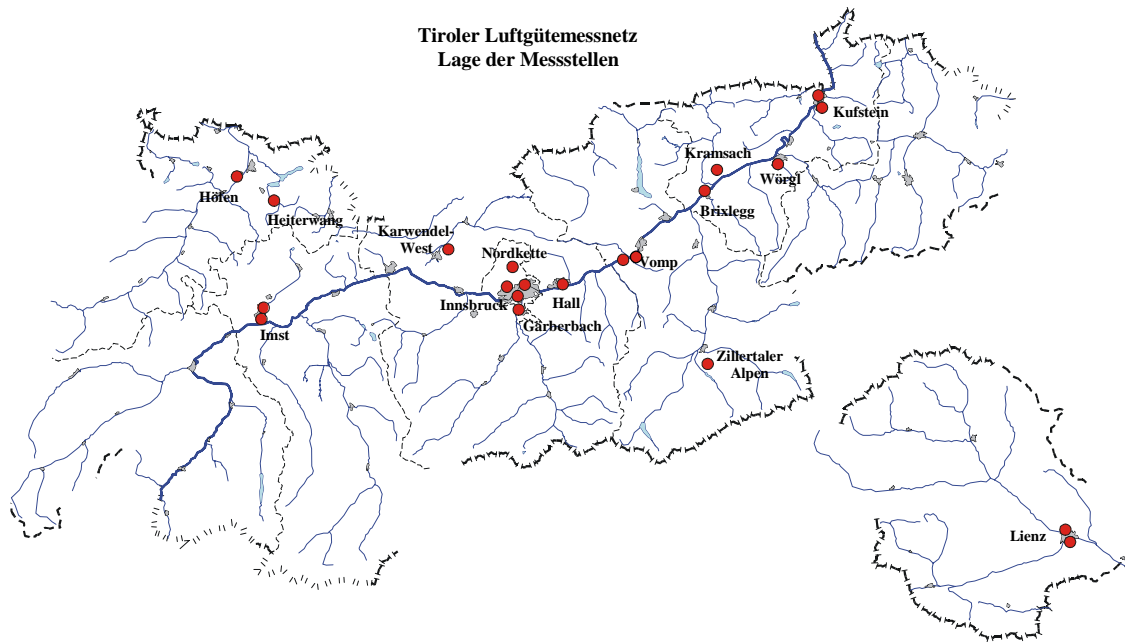 Tiroler Luftgütemessnetz
Lage der Messstellen
Kufstein
Kramsach
Wörgl
Höfen
Brixlegg
Heiterwang
Karwendel-
West
Nordkette
Vomp
Innsbruck
Hall
Gärberbach
Imst
Zillertaler
Alpen
Lienz